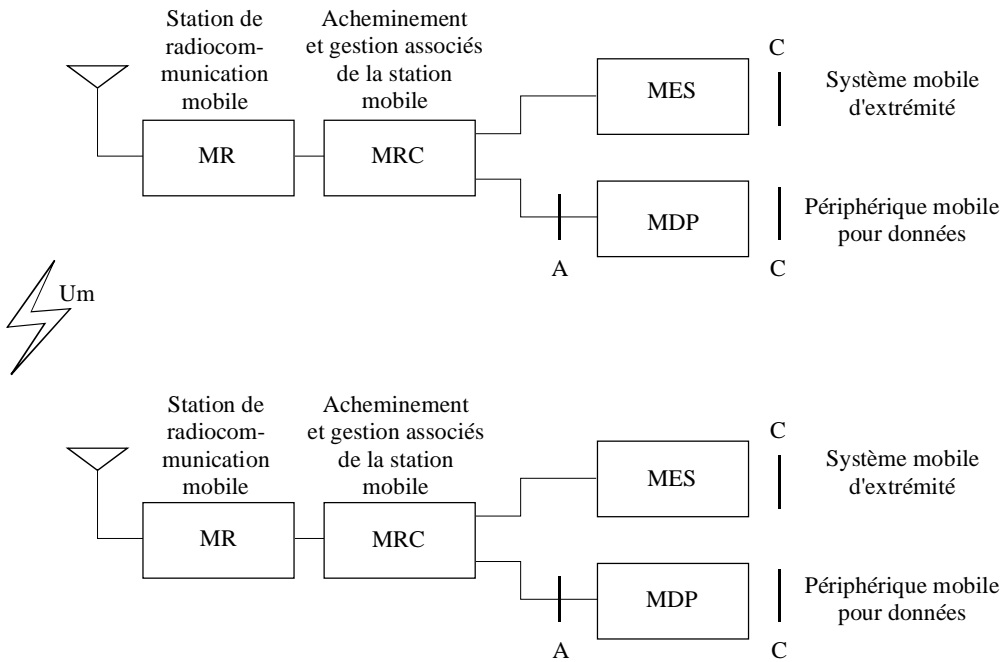 Station de
radiocom-
munication
mobile
Acheminement
et gestion associés
de la station
mobile
C
MR
MRC
MES
Système mobile
d'extrémité
MDP
Périphérique mobile
pour données
A
C
Um
Station de
radiocom-
munication
mobile
Acheminement
et gestion associés
de la station
mobile
C
MR
MRC
MES
Système mobile
d'extrémité
MDP
Périphérique mobile
pour données
A
C